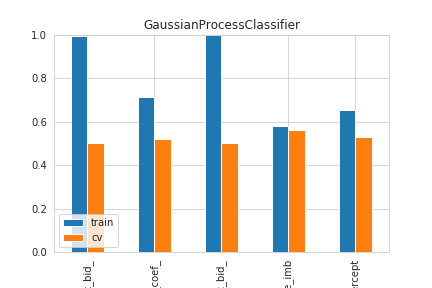 GaussianProcessClassifier
1.0
0.8
0.6
0.4
0.2
0.0
train
cv
_bid_
coef_
_bid_
e_imb
ercept